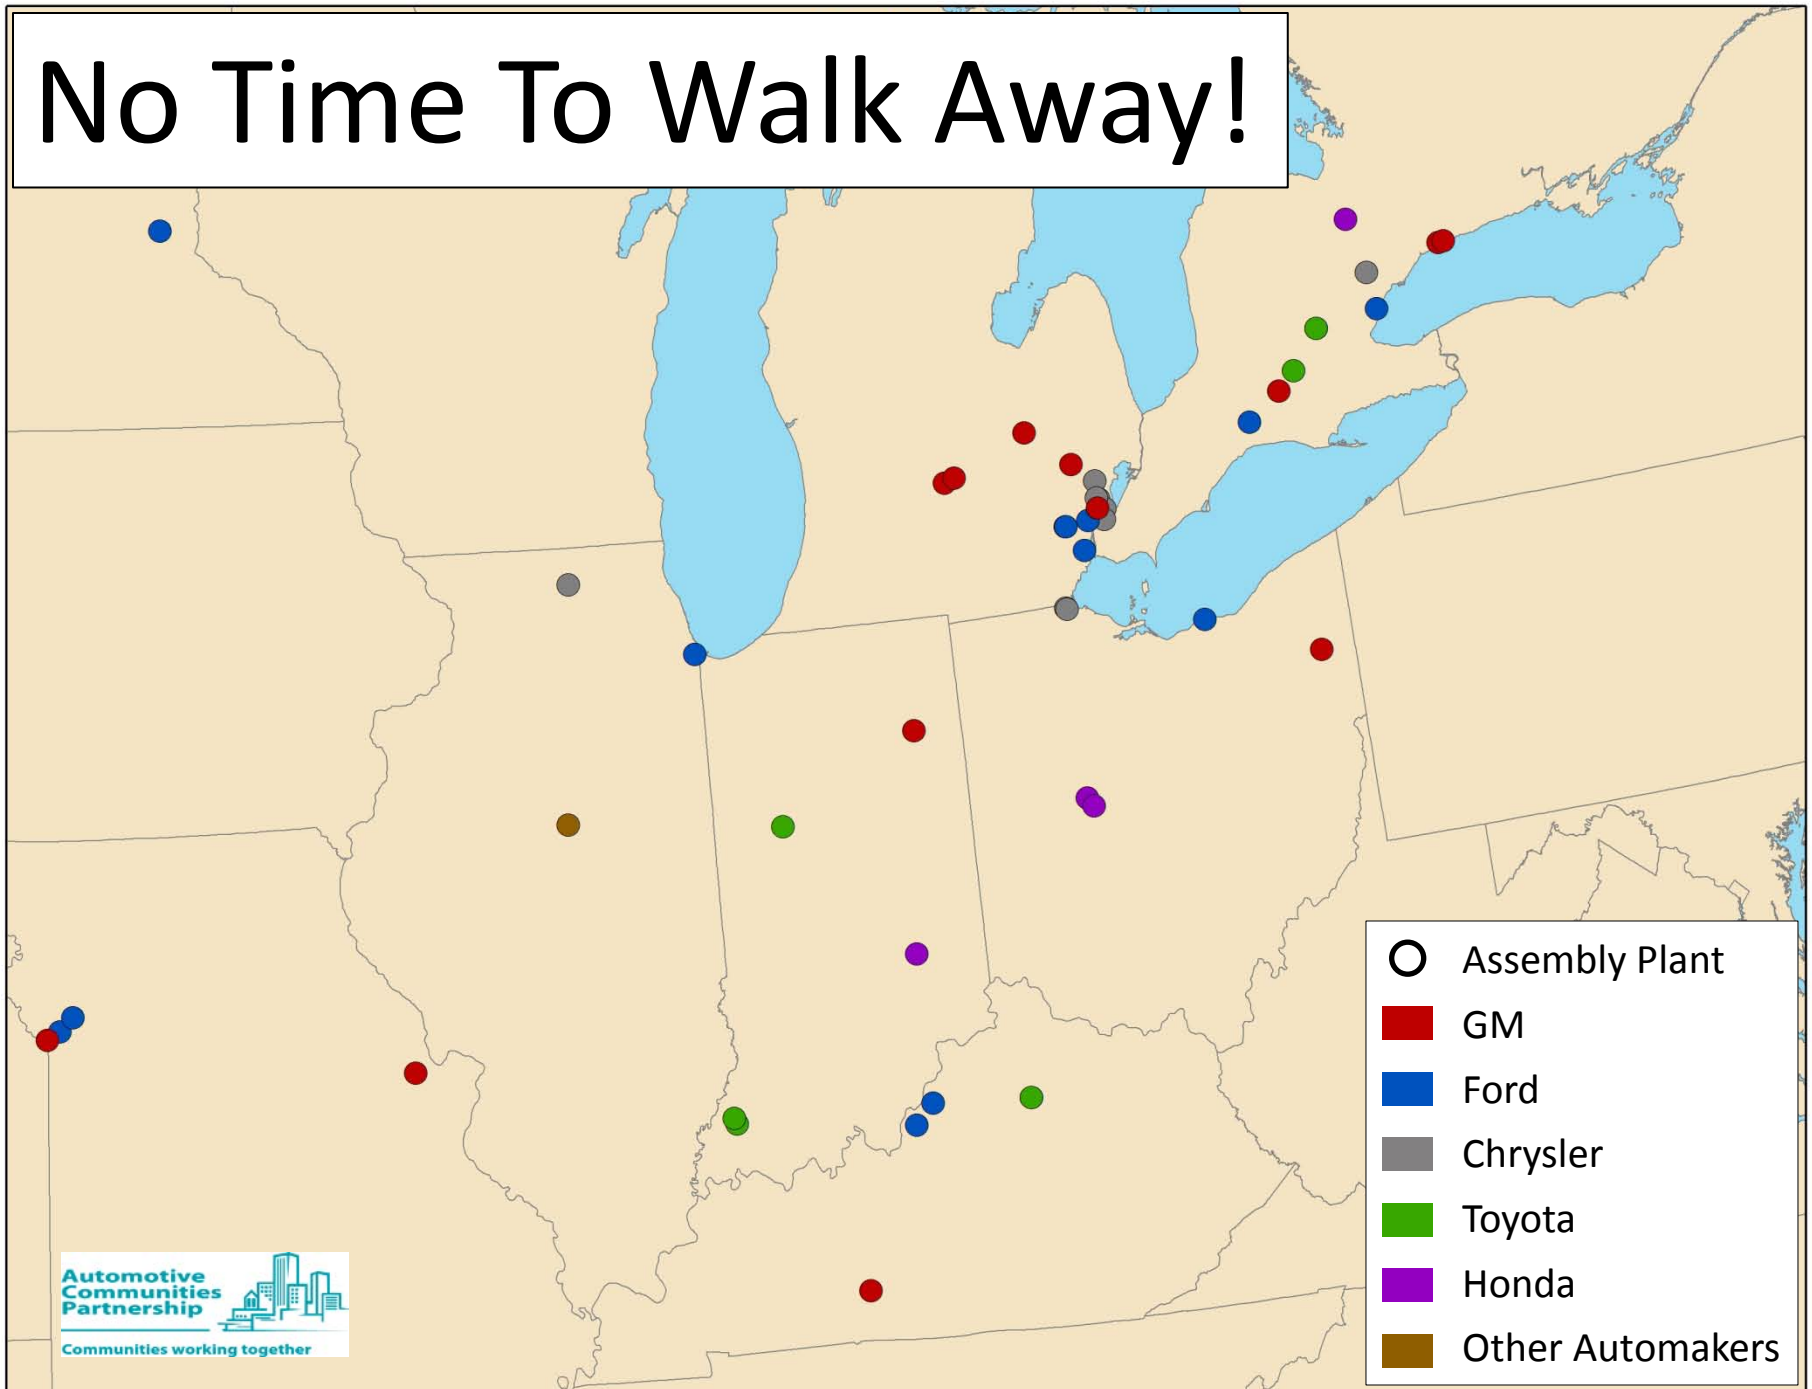 No Time To Walk Away!
Assembly Plant
GM
Ford
Chrysler
Toyota
Honda
Other Automakers
Automotive
Communities
Partnership
Communities working together